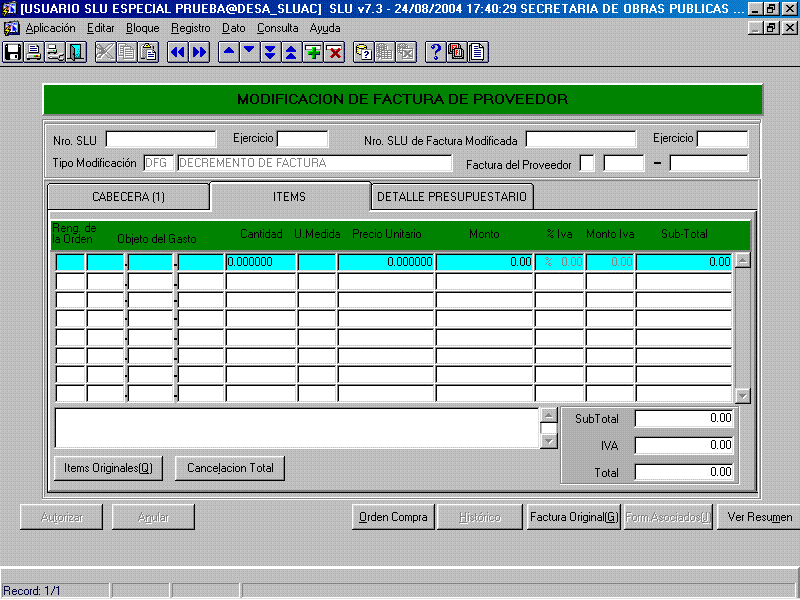 [USUARIO SLU ESPECIAL PRUEBA@DESA_SLUAC] SLU v7.3 - 24/08/2004 17:40:29 SECRETARIA DE OBRAS PUBLICAS ...
Aplicación Editar Bloque Registro Dato Consulta Ayuda
MODIFICACION DE FACTURA DE PROVEEDOR
Nro. SLU Ejercicio Nro. SLU de Factura Modificada Ejercicio
Tipo Modificación DFG DECREMENTO DE FACTURA Factura del Proveedor –
CABECERA (1) ITEMS DETALLE PRESUPUESTARIO
Reng. de la Orden Objeto del Gasto Cantidad U.Medida Precio Unitario Monto % Iva Monto Iva Sub-Total
0.000000 0.000000 0.00 % 0.00 0.00 0.00
SubTotal 0.00
IVA 0.00
Total 0.00
Items Originales(Q) Cancelacion Total
Autorizar Anular Orden Compra Histórico Factura Original(G) Form.Asociados(J) Ver Resumen
Record: 1/1